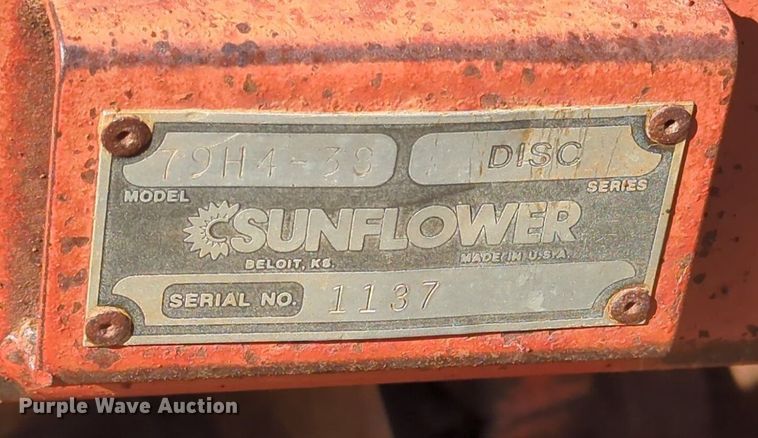 79H4-39 DISC
MODEL SERIES
SUNFLOWER
BELOIT, KS. MADE IN U.S.A.
SERIAL NO. 1137
Purple Wave Auction